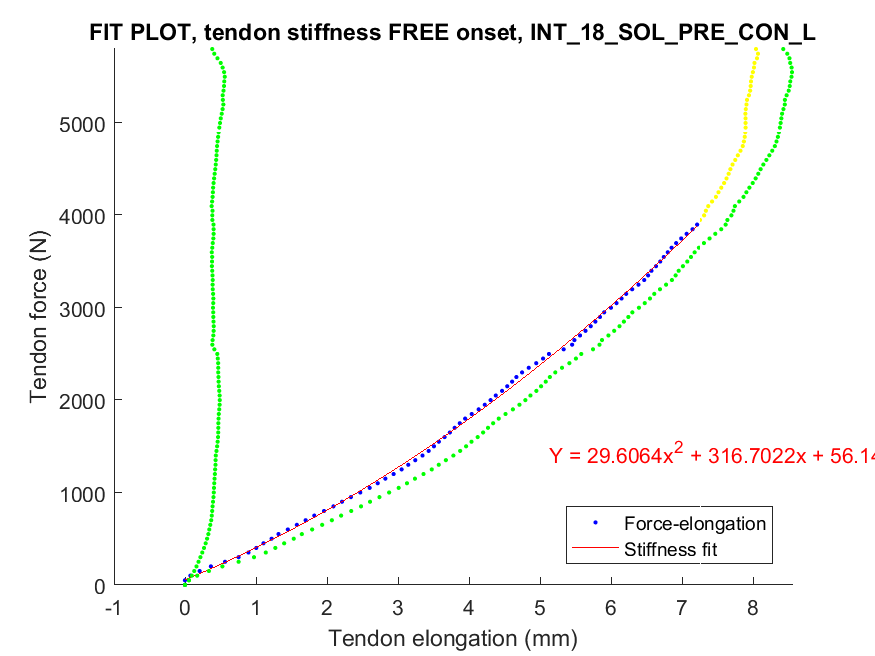 FIT PLOT, tendon stiffness FREE onset, INT_18_SOL_PRE_CON_L
5000
4000
3000
2000
1000
0
Tendon force (N)
Y = 29.6064x² + 316.7022x + 56.14
Force-elongation
Stiffness fit
-1 0 1 2 3 4 5 6 7 8
Tendon elongation (mm)